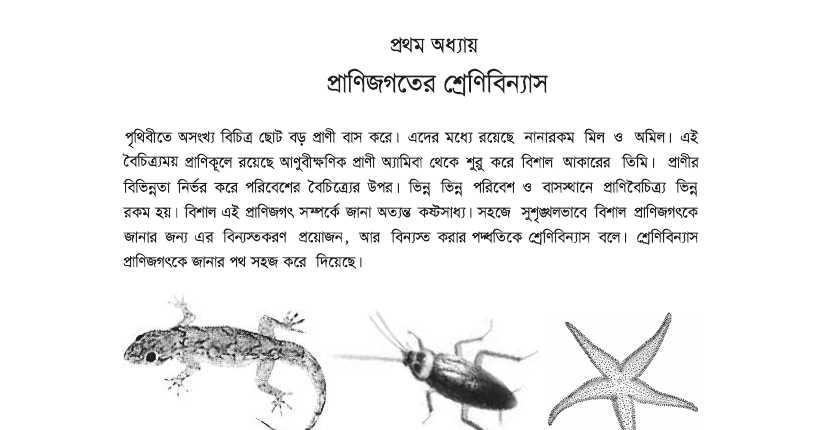 প্রথম অধ্যায়
প্রাণিজগতের শ্রেণিবিন্যাস
পৃথিবীতে অসংখ্য বিচিত্র ছোট বড় প্রাণী বাস করে। এদের মধ্যে রয়েছে নানারকম মিল ও অমিল। এই
বৈচিত্র্যময় প্রাণিকূলে রয়েছে আণুবীক্ষণিক প্রাণী অ্যামিবা থেকে শুরু করে বিশাল আকারের তিমি। প্রাণীর
বিভিন্নতা নির্ভর করে পরিবেশের বৈচিত্র্যের উপর। ভিন্ন ভিন্ন পরিবেশ ও বাসস্থানে প্রাণিবৈচিত্র্য ভিন্ন
রকম হয়। বিশাল এই প্রাণিজগৎ সম্পর্কে জানা অত্যন্ত কষ্টসাধ্য। সহজে সুশৃঙ্খলভাবে বিশাল প্রাণিজগৎকে
জানার জন্য এর বিন্যস্তকরণ প্রয়োজন, আর বিন্যস্ত করার পদ্ধতিকে শ্রেণিবিন্যাস বলে। শ্রেণিবিন্যাস
প্রাণিজগৎকে জানার পথ সহজ করে দিয়েছে।